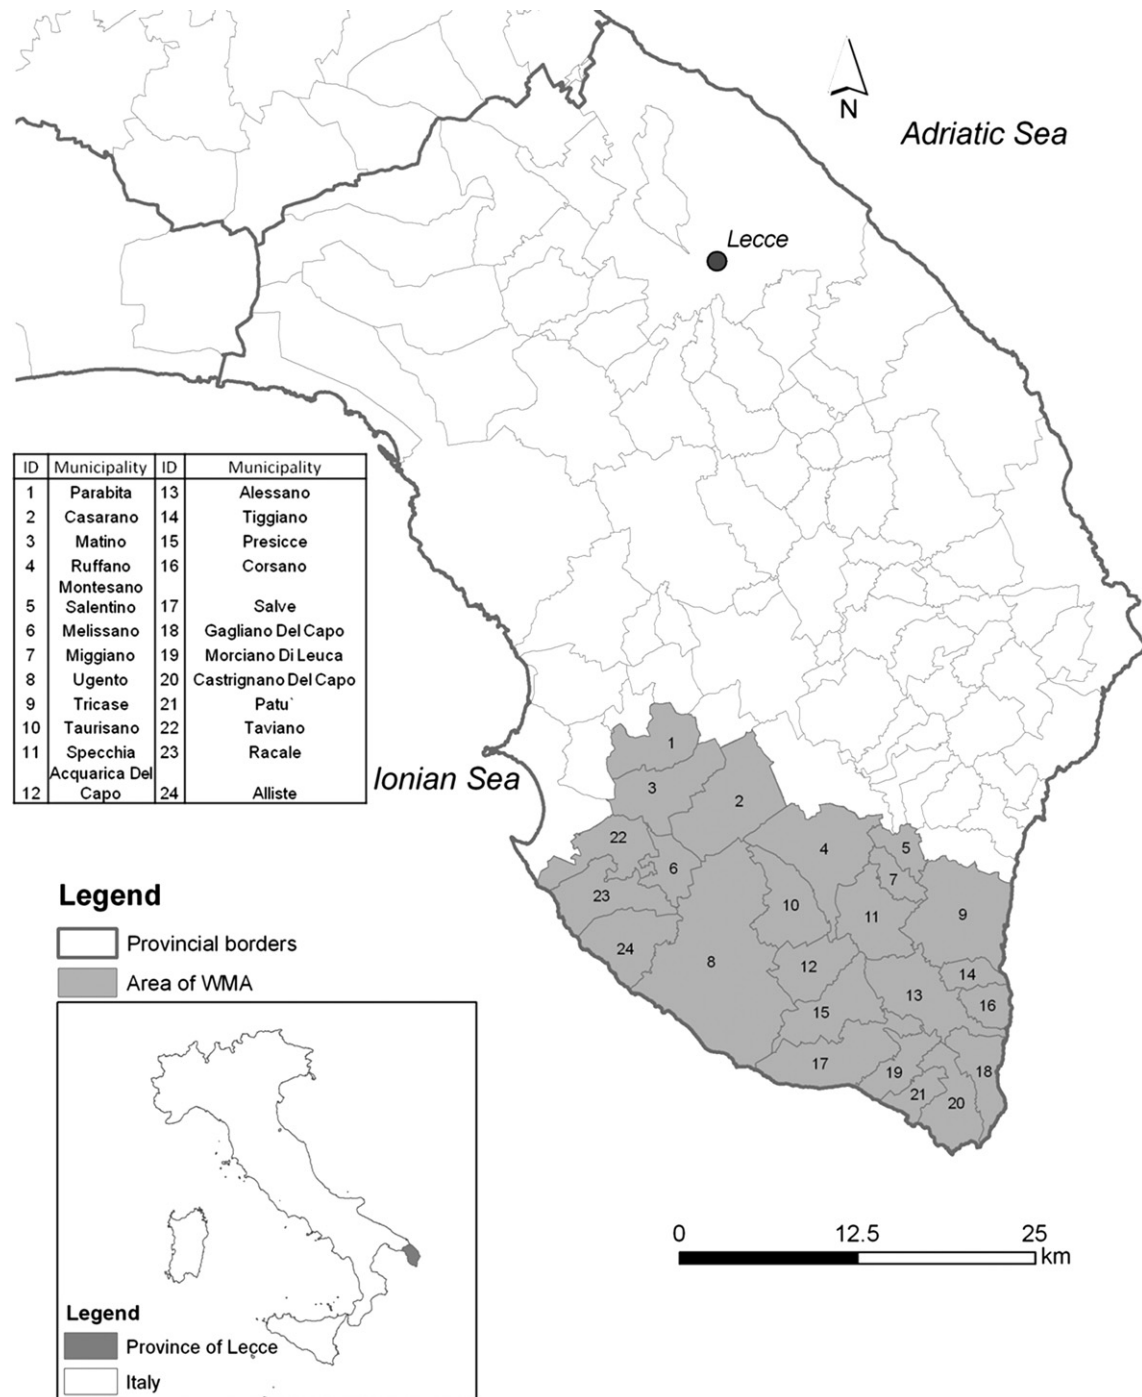 N
Adriatic Sea
Lecce
ID Municipality ID Municipality
1 Parabita 13 Alessano
2 Casarano 14 Tiggiano
3 Matino 15 Presicce
4 Ruffano 16 Corsano
Montesano
5 Salentino 17 Salve
6 Melissano 18 Gagliano Del Capo
7 Miggiano 19 Morciano Di Leuca
8 Ugento 20 Castrignano Del Capo
9 Tricase 21 Patu`
10 Taurisano 22 Taviano
11 Specchia 23 Racale
Acquarica Del
12 Capo 24 Alliste
Ionian Sea
1
3
2
22
4
5
6
7
23
10
11
9
24
8
12
14
13
16
15
17
19
18
21
20
Legend
Provincial borders
Area of WMA
Legend
Province of Lecce
Italy
0 12.5 25
km